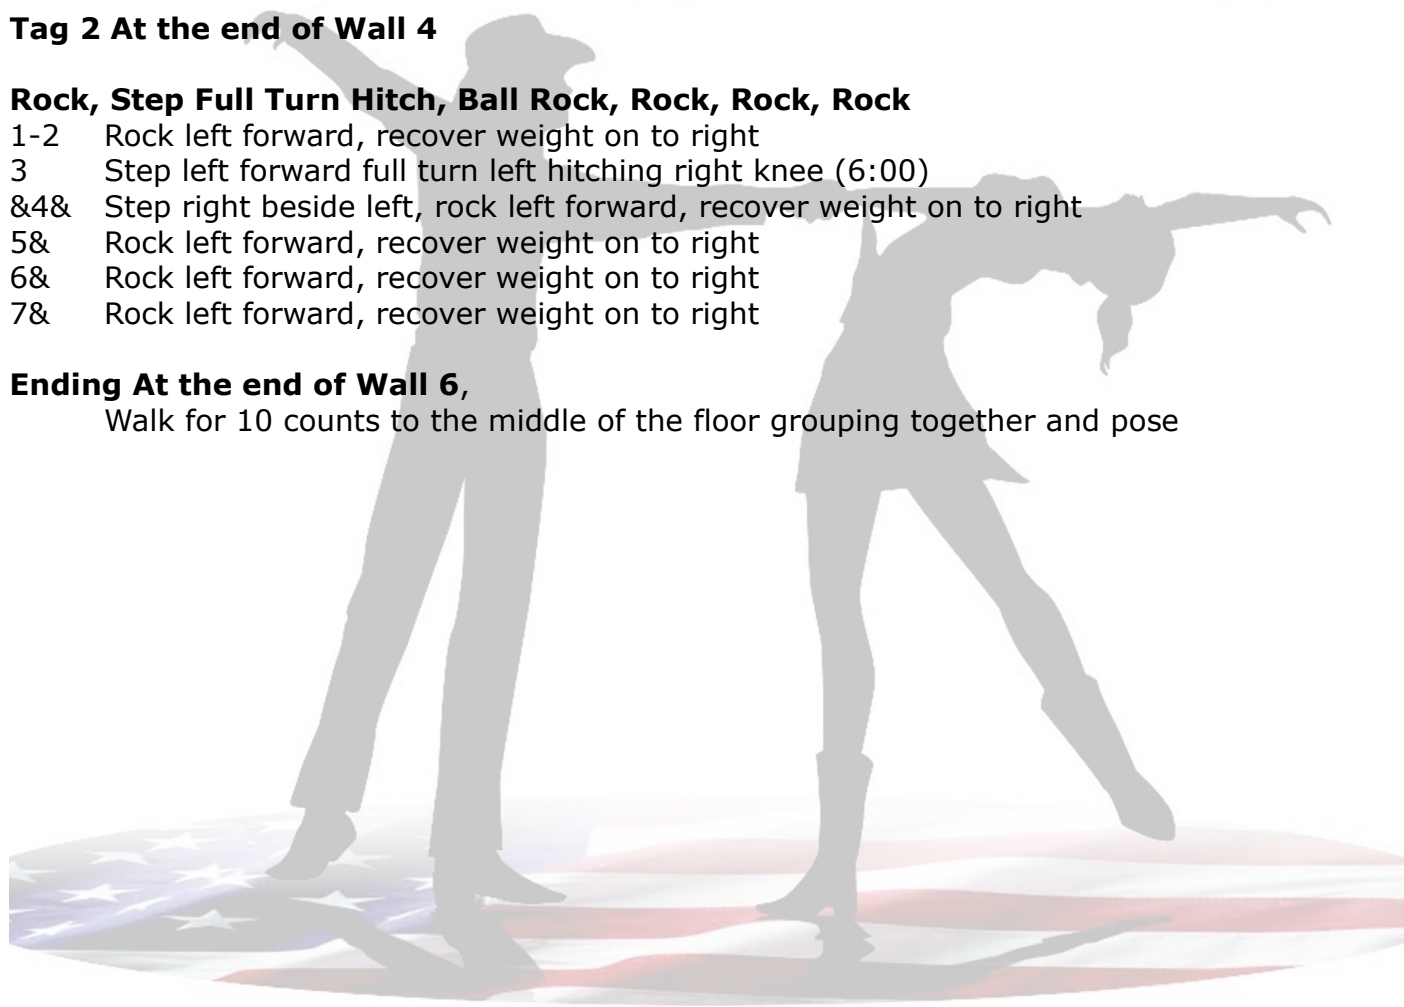 Tag 2 At the end of Wall 4
Rock, Step Full Turn Hitch, Ball Rock, Rock, Rock, Rock
1-2 Rock left forward, recover weight on to right
3 Step left forward full turn left hitching right knee (6:00)
&4& Step right beside left, rock left forward, recover weight on to right
5& Rock left forward, recover weight on to right
6& Rock left forward, recover weight on to right
7& Rock left forward, recover weight on to right
Ending At the end of Wall 6,
Walk for 10 counts to the middle of the floor grouping together and pose